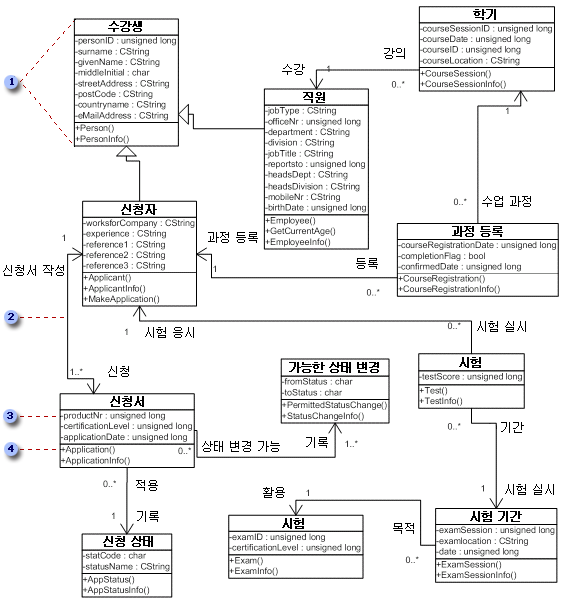 수강생
-personID : unsigned long
-surname : CString
-givenName : CString
-middleInitial : char
-streetAddress : CString
-postCode : CString
-countryname : CString
-eMailAddress : CString
+Person()
+PersonInfo()
1
학기
-courseSessionID : unsigned long
-courseDate : unsigned long
-courseID : unsigned long
-courseLocation : CString
+CourseSession()
+CourseSessionInfo()
강의
수강
1
0..*
1
직원
-jobType : CString
-officeNr : unsigned long
-department : CString
-division : CString
-jobTitle : CString
-reportsto : unsigned long
-headsDept : CString
-headsDivision : CString
-mobileNr : CString
-birthDate : unsigned long
+Employee()
+GetCurrentAge()
+EmployeeInfo()
0..*
수업 과정
신청자
-worksforCompany : CString
-experience : CString
-reference1 : CString
-reference2 : CString
-reference3 : CString
+Applicant()
+ApplicantInfo()
+MakeApplication()
과정 등록
1
등록
0..*
과정 등록
-courseRegistrationDate : unsigned long
-completionFlag : bool
-confirmedDate : unsigned long
+CourseRegistration()
+CourseRegistrationInfo()
1
신청서 작성
2
1
시험 응시
0..*
시험 실시
신청
1..*
시험
-testScore : unsigned long
+Test()
+TestInfo()
가능한 상태 변경
-fromStatus : char
-toStatus : char
+PermittedStatusChange()
+StatusChangeInfo()
3
4
신청서
-productNr : unsigned long
-certificationLevel : unsigned long
-applicationDate : unsigned long
+Application()
+ApplicationInfo()
0..*
상태 변경 가능
기록
1..*
0..*
기간
0..*
적용
1
기록
활용
1
목적
0..*
1
시험 실시
신청 상태
-statCode : char
-statusName : CString
+AppStatus()
+AppStatusInfo()
시험
-examID : unsigned long
-certificationLevel : unsigned long
+Exam()
+ExamInfo()
시험 기간
-examSession : unsigned long
-examlocation : CString
-date : unsigned long
+ExamSession()
+ExamSessionInfo()